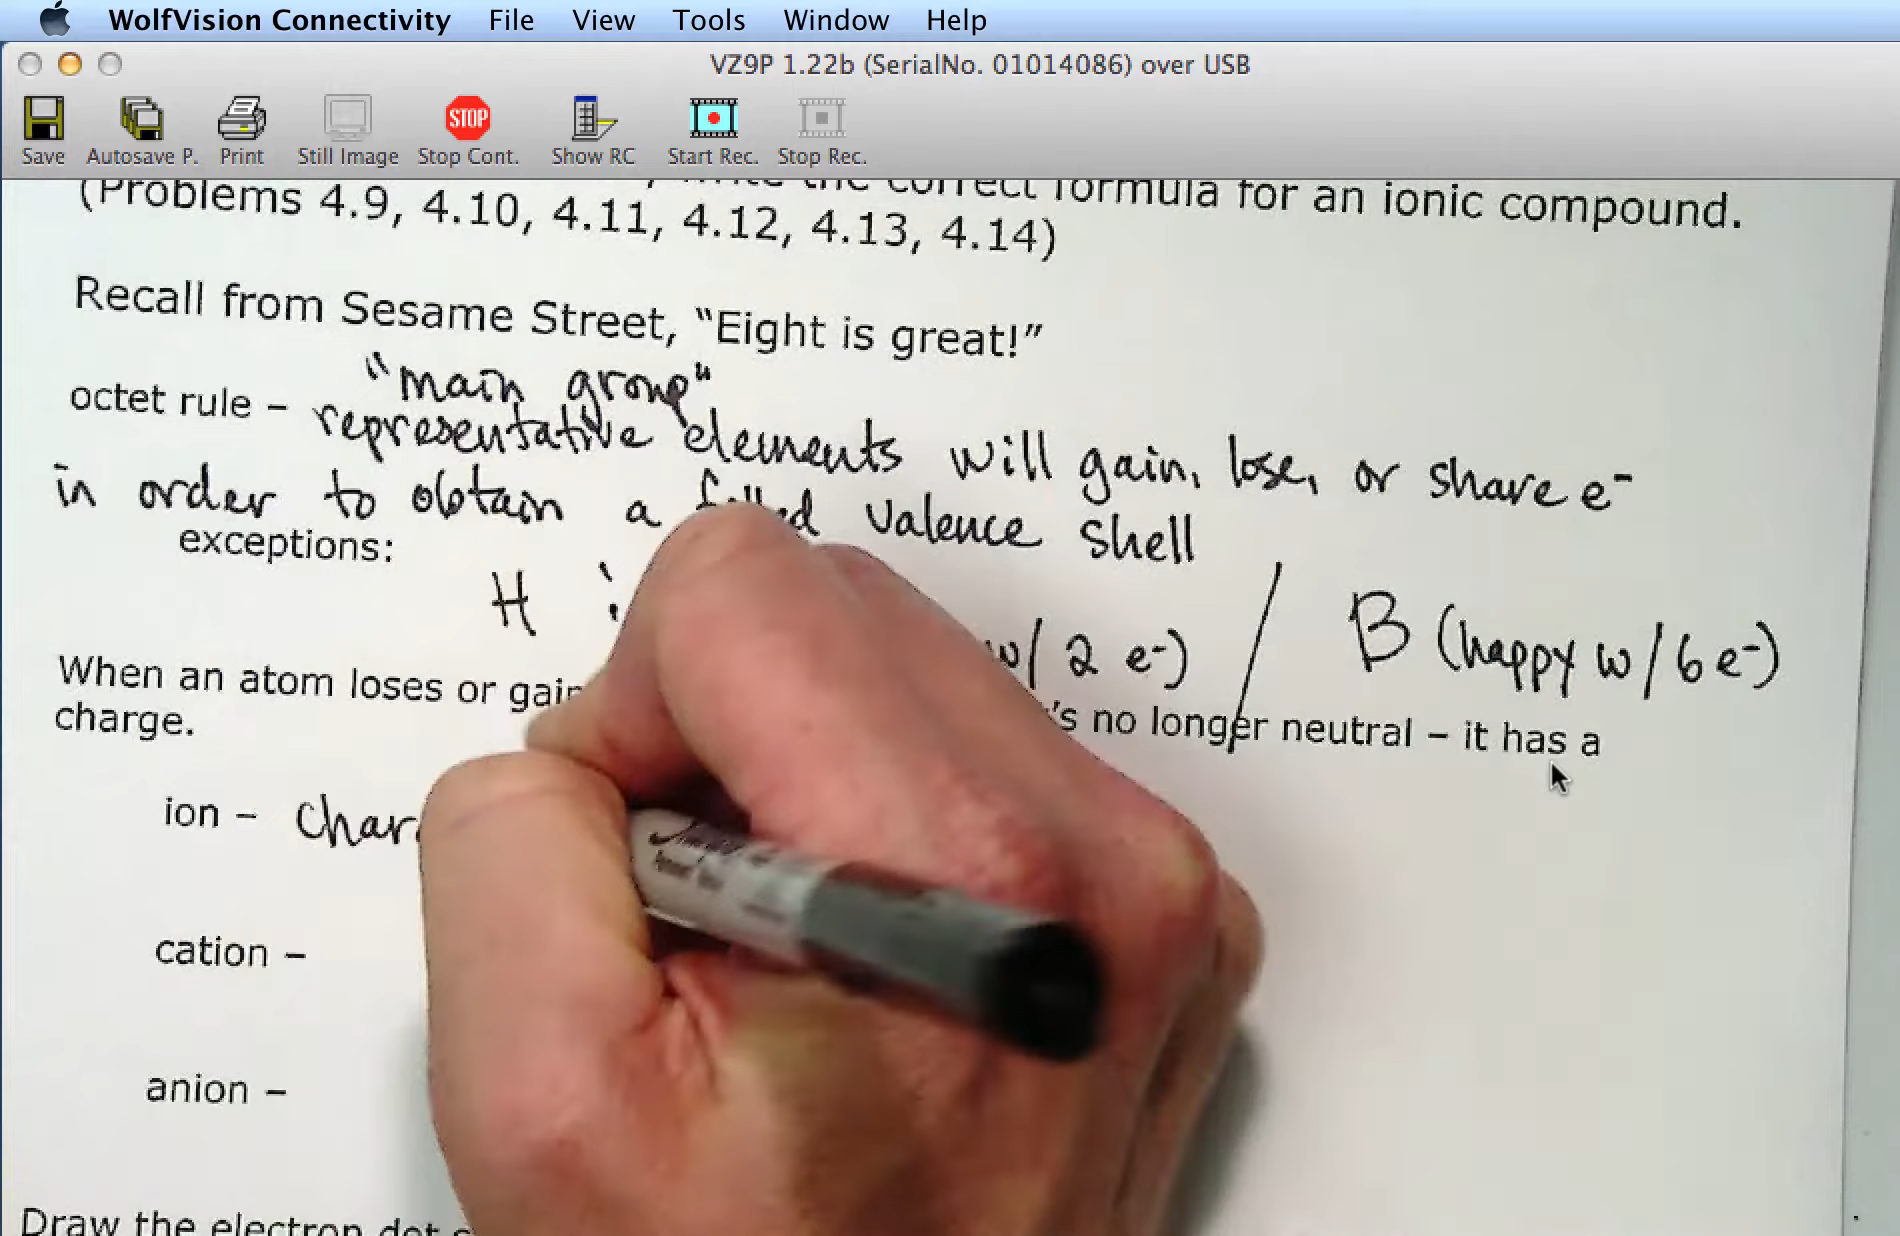 WolfVision Connectivity File View Tools Window Help
VZ9P 1.22b (SerialNo. 01014086) over USB
Save Autosave P. Print Still Image Stop Cont. Show RC Start Rec. Stop Rec.
STOP
the correct formula for an ionic compound.
(Problems 4.9, 4.10, 4.11, 4.12, 4.13, 4.14)
Recall from Sesame Street, “Eight is great!”
"main group"
octet rule – representative elements will gain, lose, or share e⁻
in order to obtain a filled valence shell
exceptions:
H w/ 2 e⁻) / B (happy w/ 6 e⁻)
When an atom loses or 's no longer neutral – it has a
charge.
ion –
cation –
anion –
Draw the electron dot